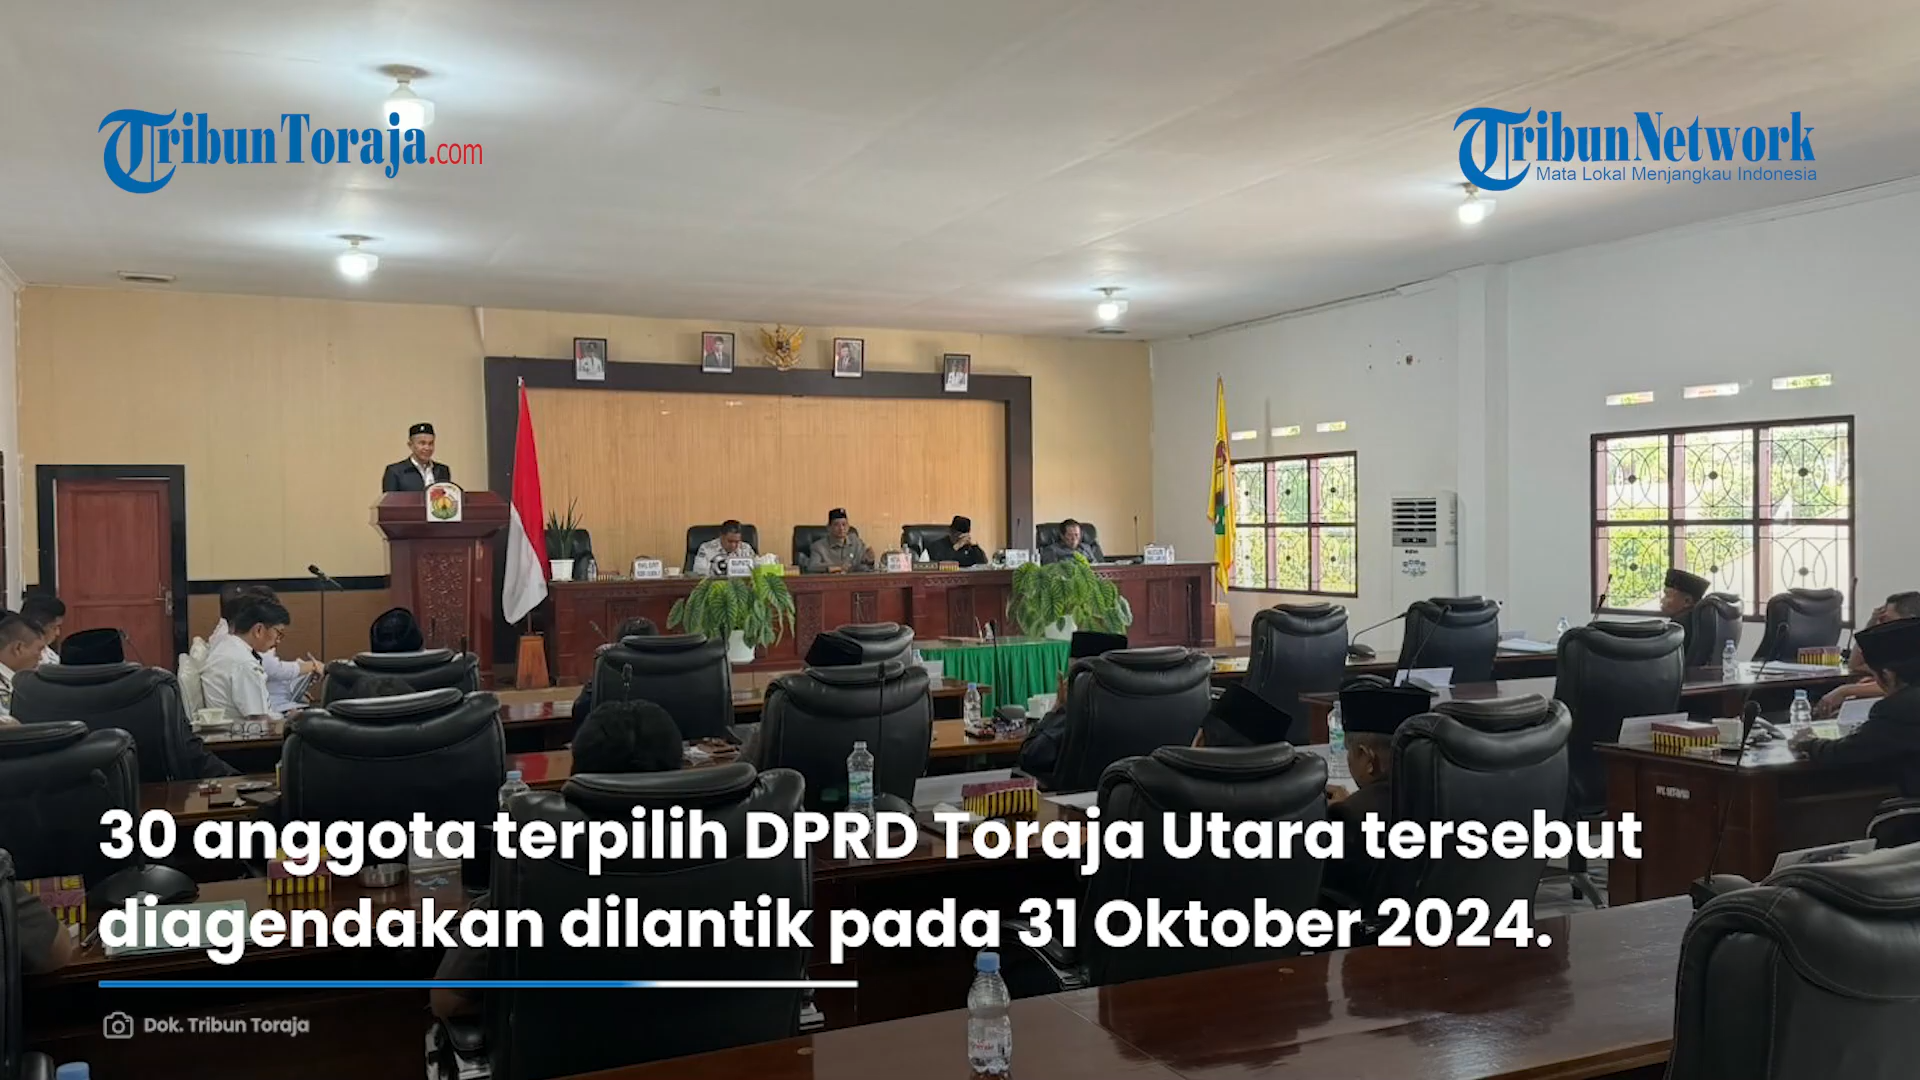 TribunToraja.com
TribunNetwork
Mata Lokal Menjangkau Indonesia
30 anggota terpilih DPRD Toraja Utara tersebut
diagendakan dilantik pada 31 Oktober 2024.
Dok. Tribun Toraja